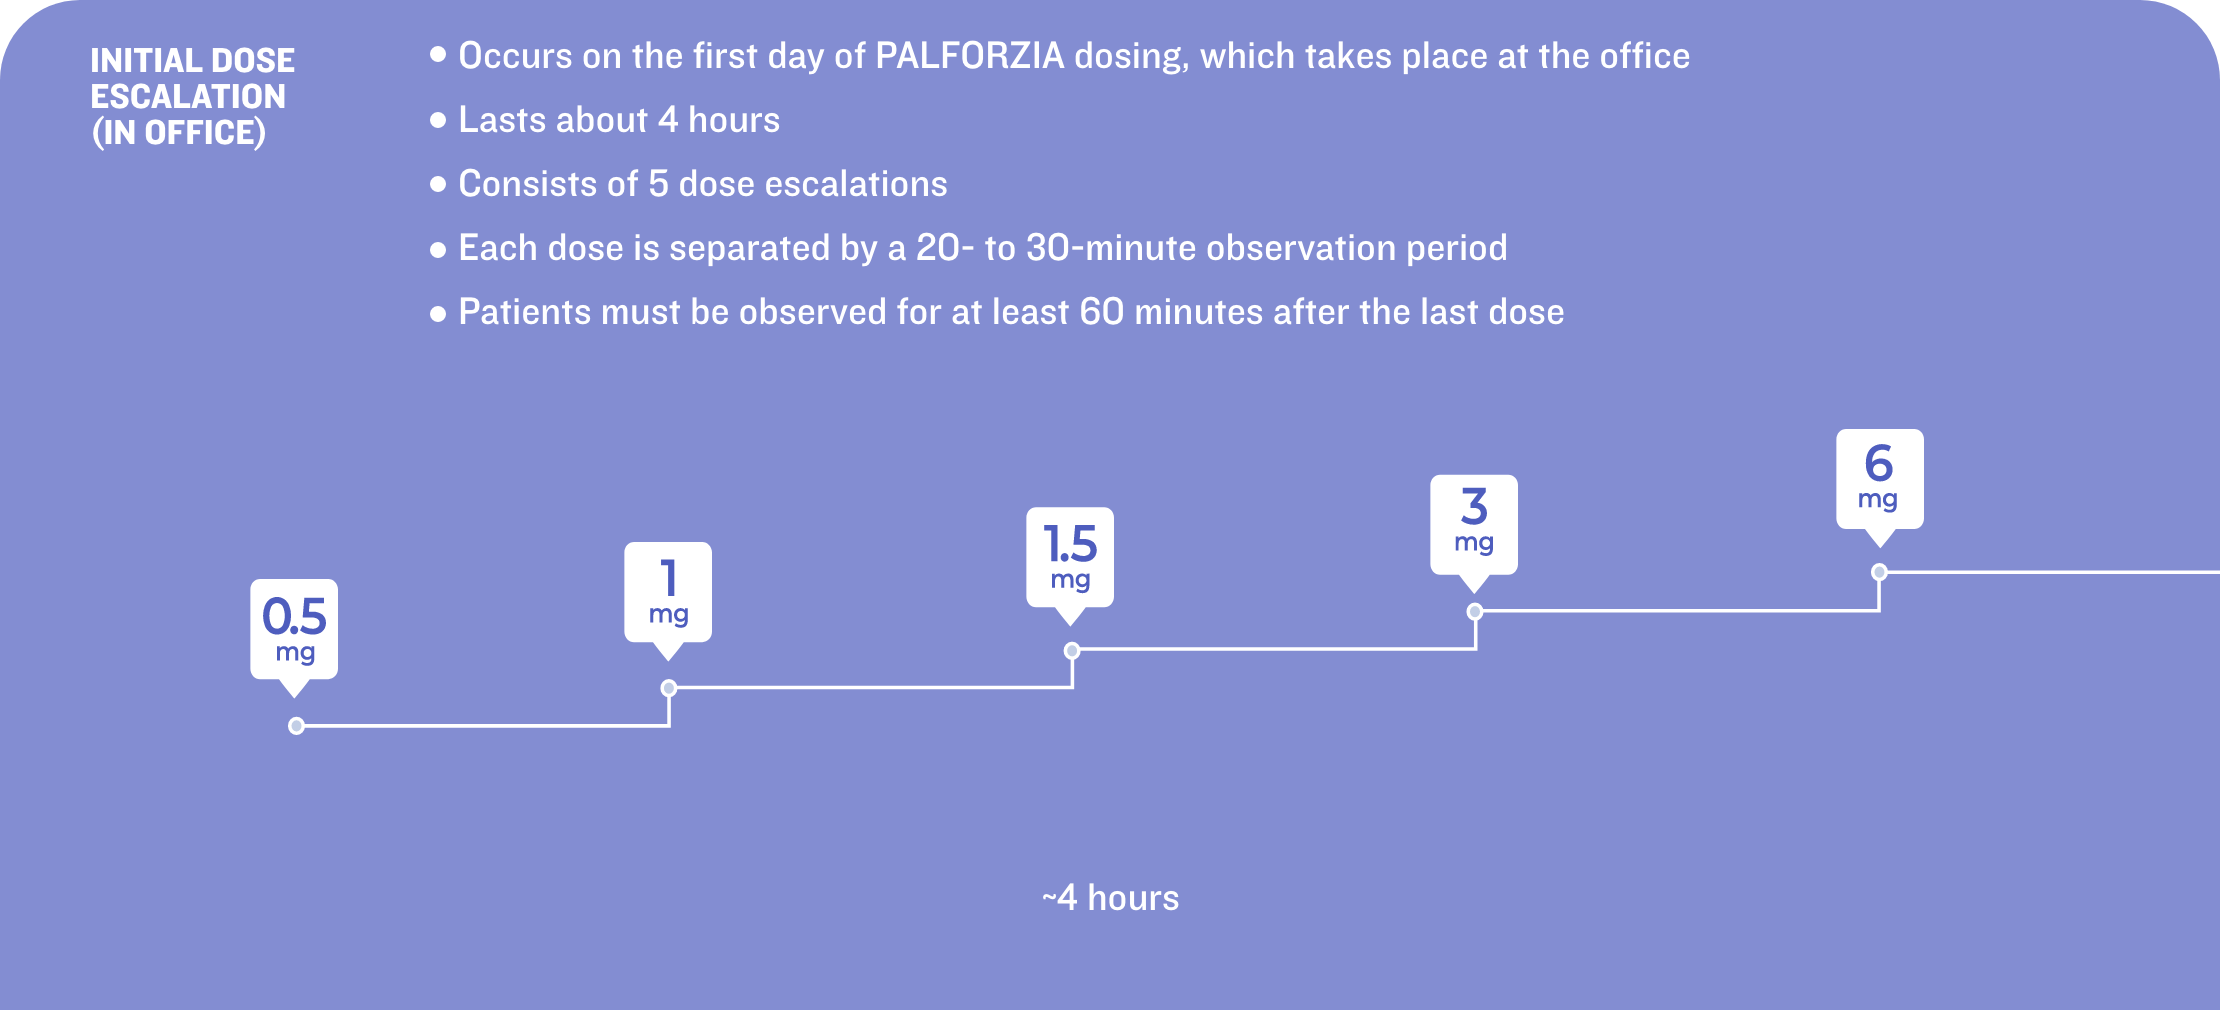 INITIAL DOSE
ESCALATION
(IN OFFICE)
• Occurs on the first day of PALFORZIA dosing, which takes place at the office
• Lasts about 4 hours
• Consists of 5 dose escalations
• Each dose is separated by a 20- to 30-minute observation period
• Patients must be observed for at least 60 minutes after the last dose
0.5
mg
1
mg
1.5
mg
3
mg
6
mg
~4 hours